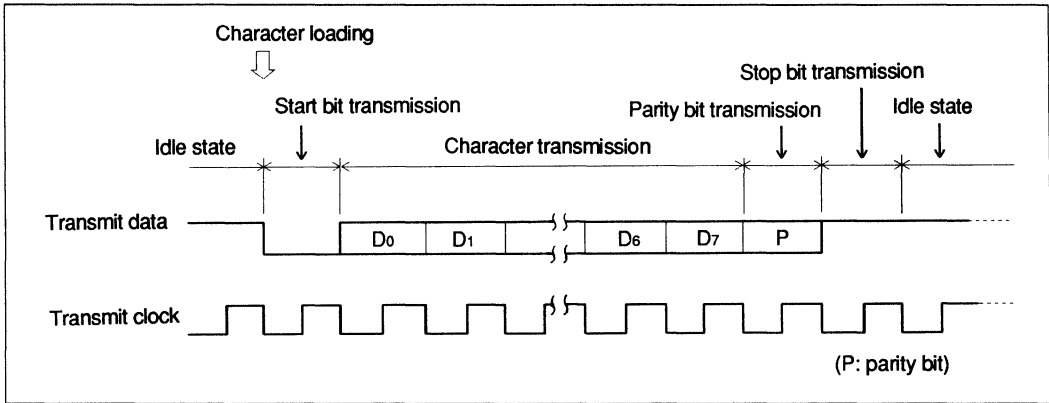 Character loading
Stop bit transmission
Start bit transmission
Parity bit transmission
Idle state
Idle state
Character transmission
Transmit data
D0 D1 D6 D7 P
Transmit clock
(P: parity bit)